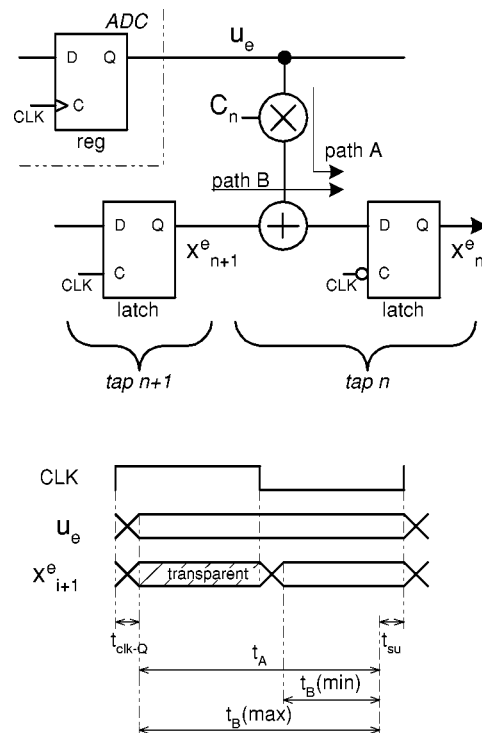 ADC
D Q
C
CLK
reg
u_e
C_n
path A
path B
D Q
C
CLK
latch
x^e_{n+1}
D Q
C
CLK
latch
x^e_n
tap n+1
tap n
CLK
u_e
x^e_{i+1}
transparent
t_{clk-Q}
t_A
t_{su}
t_B(min)
t_B(max)